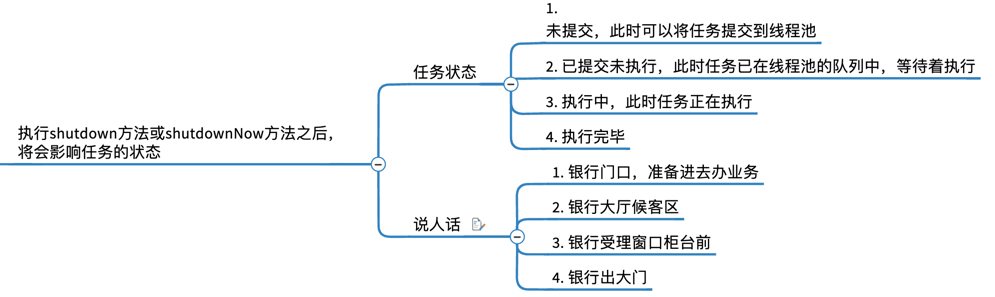 执行shutdown方法或shutdownNow方法之后，
将会影响任务的状态
任务状态
1.
未提交，此时可以将任务提交到线程池
2. 已提交未执行，此时任务已在线程池的队列中，等待着执行
3. 执行中，此时任务正在执行
4. 执行完毕
说人话
1. 银行门口，准备进去办业务
2. 银行大厅候客区
3. 银行受理窗口柜台前
4. 银行出大门